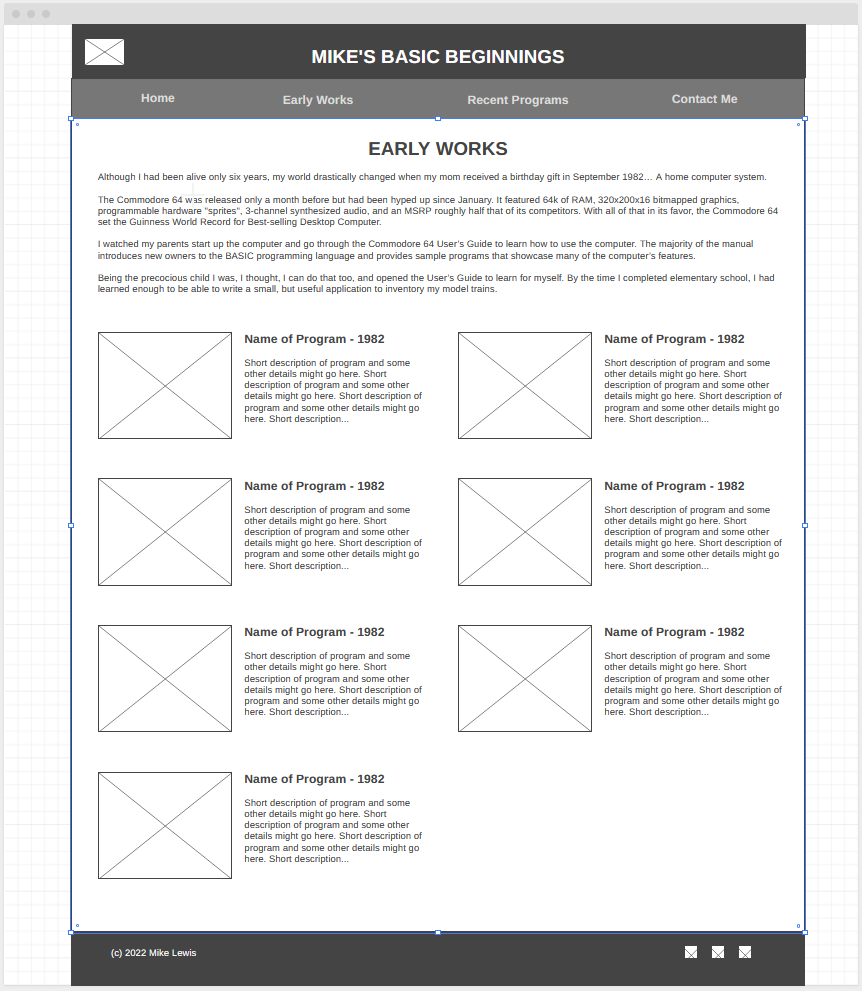 MIKE'S BASIC BEGINNINGS
Home
Early Works
Recent Programs
Contact Me
EARLY WORKS
Although I had been alive only six years, my world drastically changed when my mom received a birthday gift in September 1982… A home computer system.
The Commodore 64 was released only a month before but had been hyped up since January. It featured 64k of RAM, 320x200x16 bitmapped graphics,
programmable hardware "sprites", 3-channel synthesized audio, and an MSRP roughly half that of its competitors. With all of that in its favor, the Commodore 64
set the Guinness World Record for Best-selling Desktop Computer.
I watched my parents start up the computer and go through the Commodore 64 User's Guide to learn how to use the computer. The majority of the manual
introduces new owners to the BASIC programming language and provides sample programs that showcase many of the computer's features.
Being the precocious child I was, I thought, I can do that too, and opened the User's Guide to learn for myself. By the time I completed elementary school, I had
learned enough to be able to write a small, but useful application to inventory my model trains.
Name of Program - 1982
Short description of program and some
other details might go here. Short
description of program and some other
details might go here. Short description of
program and some other details might go
here. Short description...
Name of Program - 1982
Short description of program and some
other details might go here. Short
description of program and some other
details might go here. Short description of
program and some other details might go
here. Short description...
Name of Program - 1982
Short description of program and some
other details might go here. Short
description of program and some other
details might go here. Short description of
program and some other details might go
here. Short description...
Name of Program - 1982
Short description of program and some
other details might go here. Short
description of program and some other
details might go here. Short description of
program and some other details might go
here. Short description...
Name of Program - 1982
Short description of program and some
other details might go here. Short
description of program and some other
details might go here. Short description of
program and some other details might go
here. Short description...
Name of Program - 1982
Short description of program and some
other details might go here. Short
description of program and some other
details might go here. Short description of
program and some other details might go
here. Short description...
Name of Program - 1982
Short description of program and some
other details might go here. Short
description of program and some other
details might go here. Short description of
program and some other details might go
here. Short description...
(c) 2022 Mike Lewis